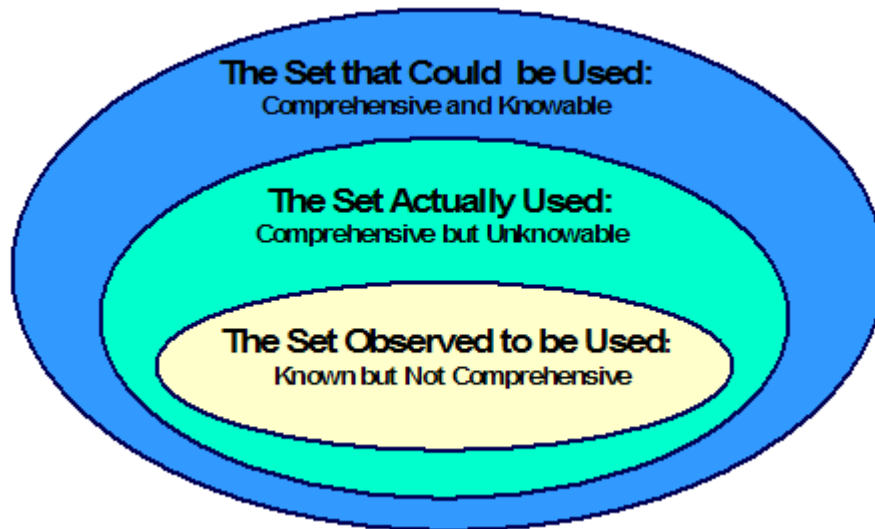 The Set that Could be Used:
Comprehensive and Knowable
The Set Actually Used:
Comprehensive but Unknowable
The Set Observed to be Used:
Known but Not Comprehensive